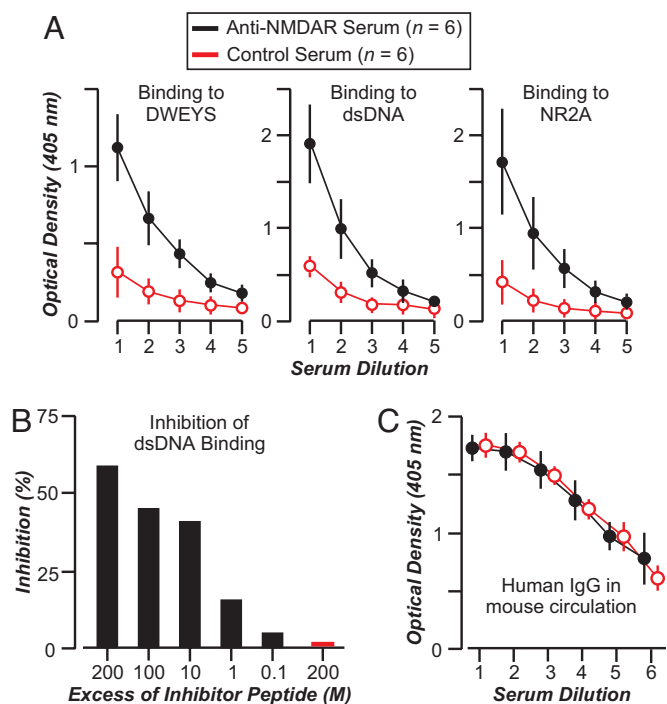 Anti-NMDAR Serum (n = 6)
Control Serum (n = 6)
A
Binding to
DWEYS
Binding to
dsDNA
Binding to
NR2A
Optical Density (405 nm)
1
0
2
1
0
2
1
0
1 2 3 4 5
1 2 3 4 5
1 2 3 4 5
Serum Dilution
B
Inhibition of
dsDNA Binding
Inhibition (%)
75
50
25
0
200 100 10 1 0.1 200
Excess of Inhibitor Peptide (M)
C
Optical Density (405 nm)
2
1
0
Human IgG in
mouse circulation
1 2 3 4 5 6
Serum Dilution